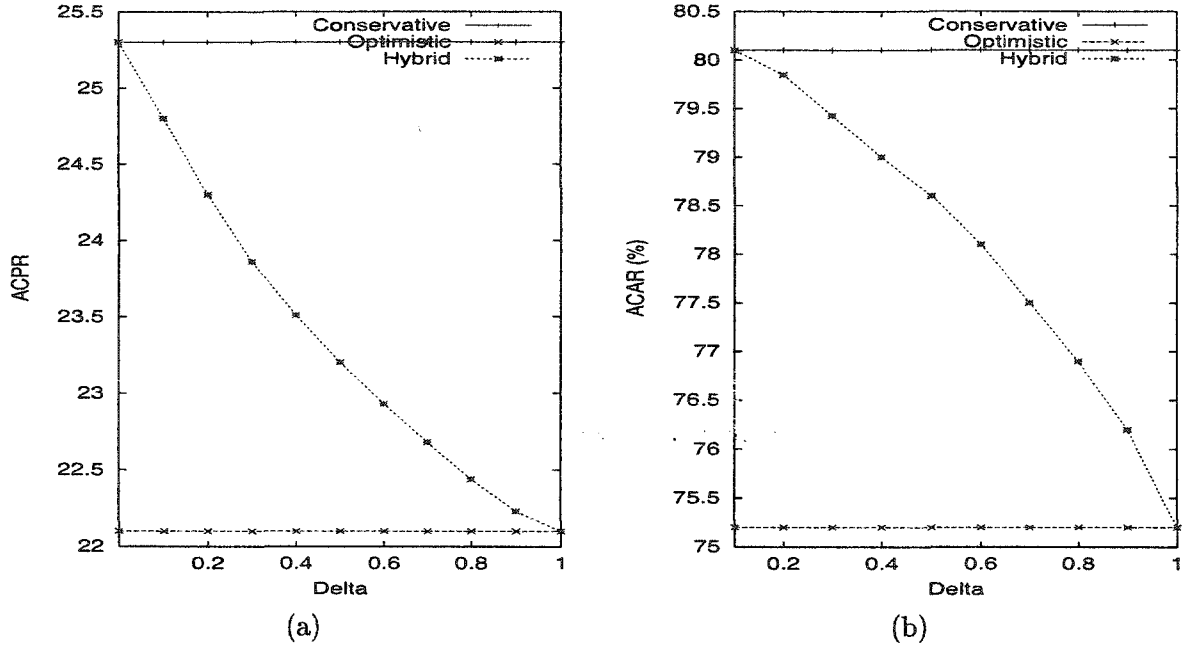 25.5
25
24.5
24
23.5
23
22.5
22
ACPR
Conservative
Optimistic
Hybrid
0.2
0.4
0.6
0.8
1
Delta
(a)
80.5
80
79.5
79
78.5
78
77.5
77
76.5
76
75.5
75
ACAR (%)
Conservative
Optimistic
Hybrid
0.2
0.4
0.6
0.8
1
Delta
(b)